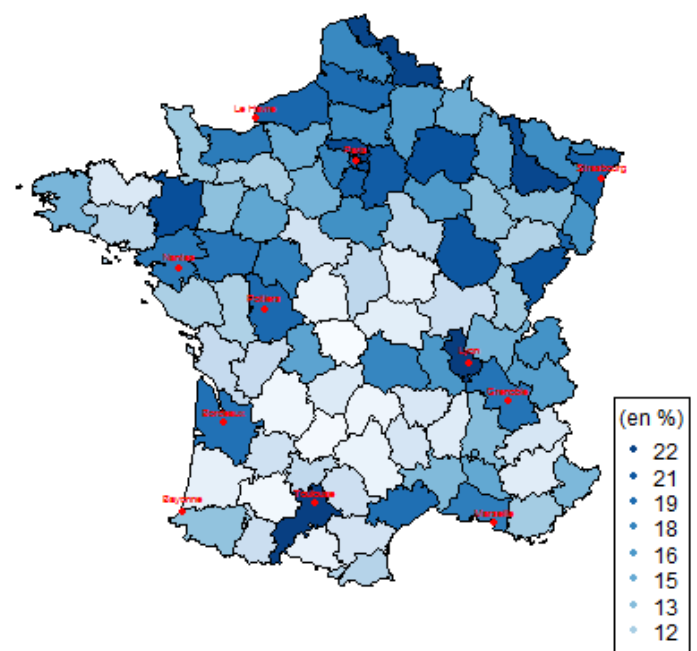 Le Havre
Paris
Strasbourg
Nantes
Poitiers
Lyon
Grenoble
Bordeaux
Bayonne
Toulouse
Marseille
(en %)
22
21
19
18
16
15
13
12